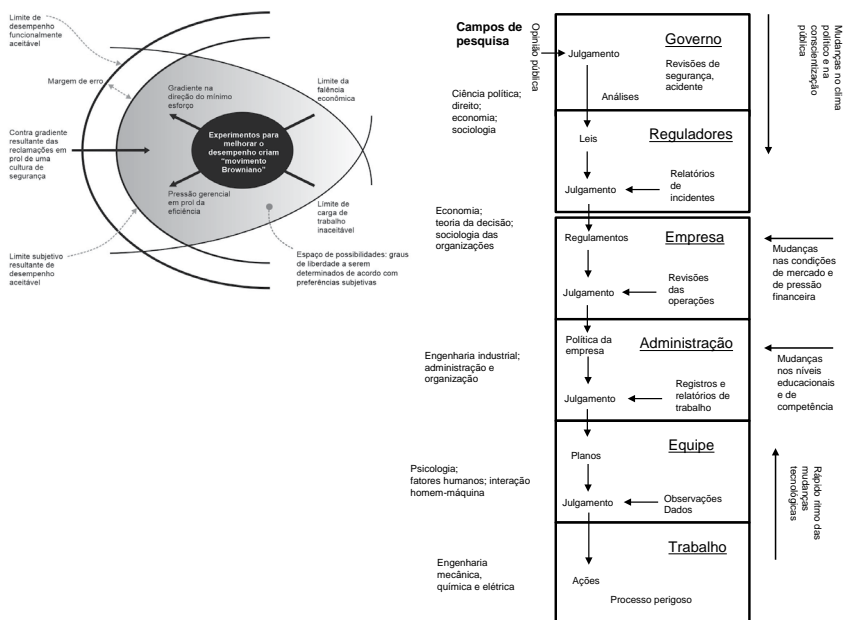 Limite de
desempenho
funcionalmente
aceitável
Margem de erro
Gradiente na
direção do mínimo
esforço
Limite da
falência
econômica
Contra gradiente
resultante das
reclamações em
prol de uma
cultura de
segurança
Experimentos para
melhorar o
desempenho criam
"movimento
Browniano"
Pressão gerencial
em prol da
eficiência
Limite de
carga de
trabalho
inaceitável
Limite subjetivo
resultante de
desempenho
aceitável
Espaço de possibilidades: graus
de liberdade a serem
determinados de acordo com
preferências subjetivas
Campos de
pesquisa
Ciência política;
direito;
economia;
sociologia
Economia;
teoria da decisão;
sociologia das
organizações
Engenharia industrial;
administração e
organização
Psicologia;
fatores humanos; interação
homem-máquina
Engenharia
mecânica,
química e elétrica
Opinião pública
Governo
Julgamento
Revisões de
segurança,
acidente
Análises
Reguladores
Leis
Julgamento
Relatórios
de
incidentes
Empresa
Regulamentos
Julgamento
Revisões
das
operações
Administração
Política da
empresa
Julgamento
Registros e
relatórios de
trabalho
Equipe
Planos
Julgamento
Observações
Dados
Trabalho
Ações
Processo perigoso
Mudanças no clima
político e na
conscientização
pública
Mudanças
nas condições
de mercado e
de pressão
financeira
Mudanças
nos níveis
educacionais
e de
competência
Rápido ritmo das
mudanças
tecnológicas